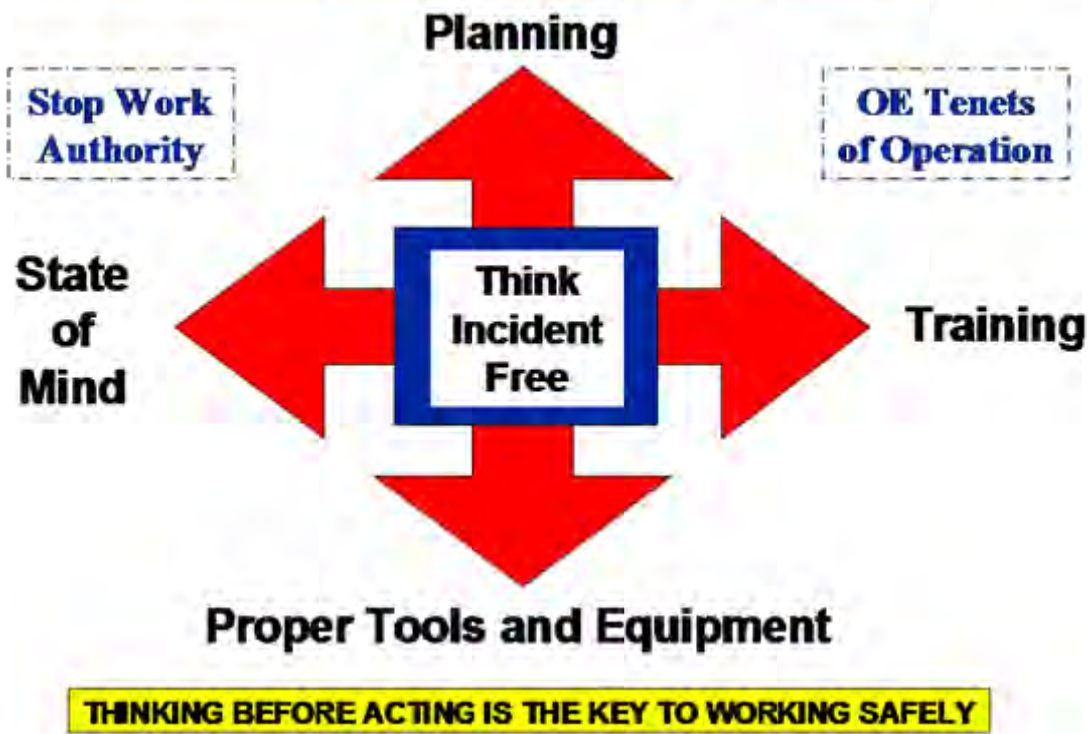 Planning
Stop Work
Authority
OE Tenets
of Operation
State
of
Mind
Think
Incident
Free
Training
Proper Tools and Equipment
THINKING BEFORE ACTING IS THE KEY TO WORKING SAFELY